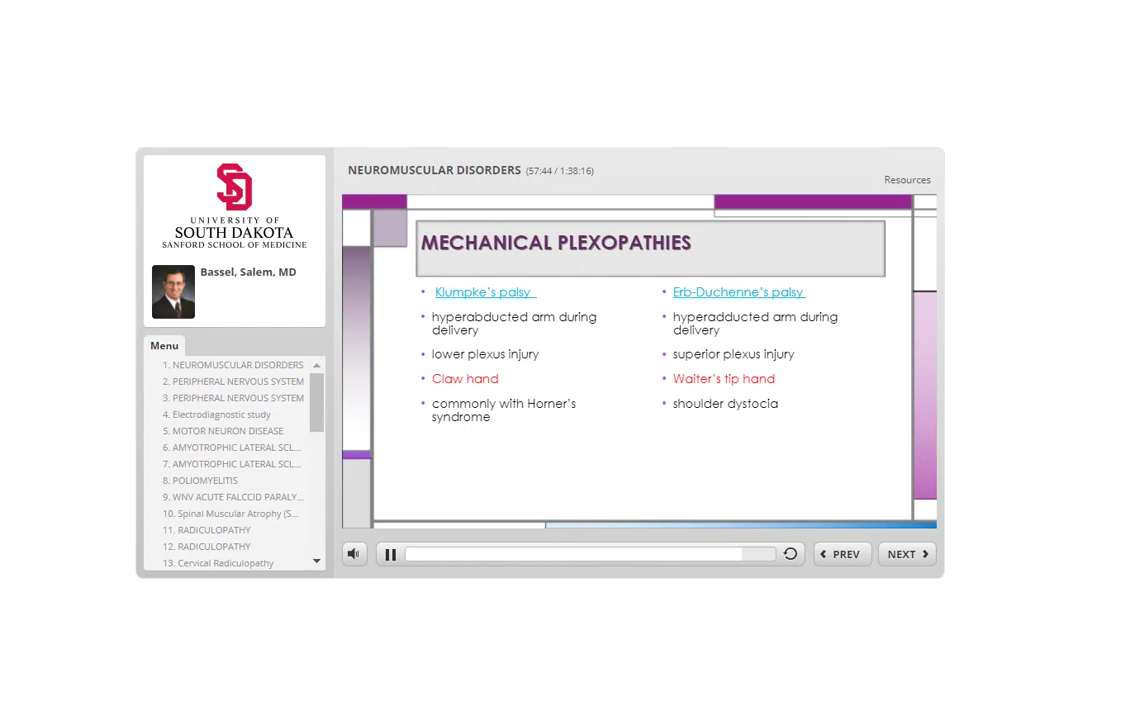 UNIVERSITY OF
SOUTH DAKOTA
SANFORD SCHOOL OF MEDICINE
Bassel, Salem, MD
Menu
1. NEUROMUSCULAR DISORDERS
2. PERIPHERAL NERVOUS SYSTEM
3. PERIPHERAL NERVOUS SYSTEM
4. Electrodiagnostic study
5. MOTOR NEURON DISEASE
6. AMYOTROPHIC LATERAL SCL...
7. AMYOTROPHIC LATERAL SCL...
8. POLIOMYELITIS
9. WNV ACUTE FALCCID PARALY...
10. Spinal Muscular Atrophy (S...
11. RADICULOPATHY
12. RADICULOPATHY
13. Cervical Radiculopathy
NEUROMUSCULAR DISORDERS (57:44 / 1:38:16)
Resources
MECHANICAL PLEXOPATHIES
• Klumpke's palsy
• hyperabducted arm during
delivery
• lower plexus injury
• Claw hand
• commonly with Horner's
syndrome
• Erb-Duchenne's palsy
• hyperadducted arm during
delivery
• superior plexus injury
• Waiter's tip hand
• shoulder dystocia
PREV
NEXT